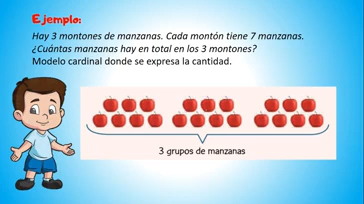 Ejemplo:
Hay 3 montones de manzanas. Cada montón tiene 7 manzanas.
¿Cuántas manzanas hay en total en los 3 montones?
Modelo cardinal donde se expresa la cantidad.
3 grupos de manzanas